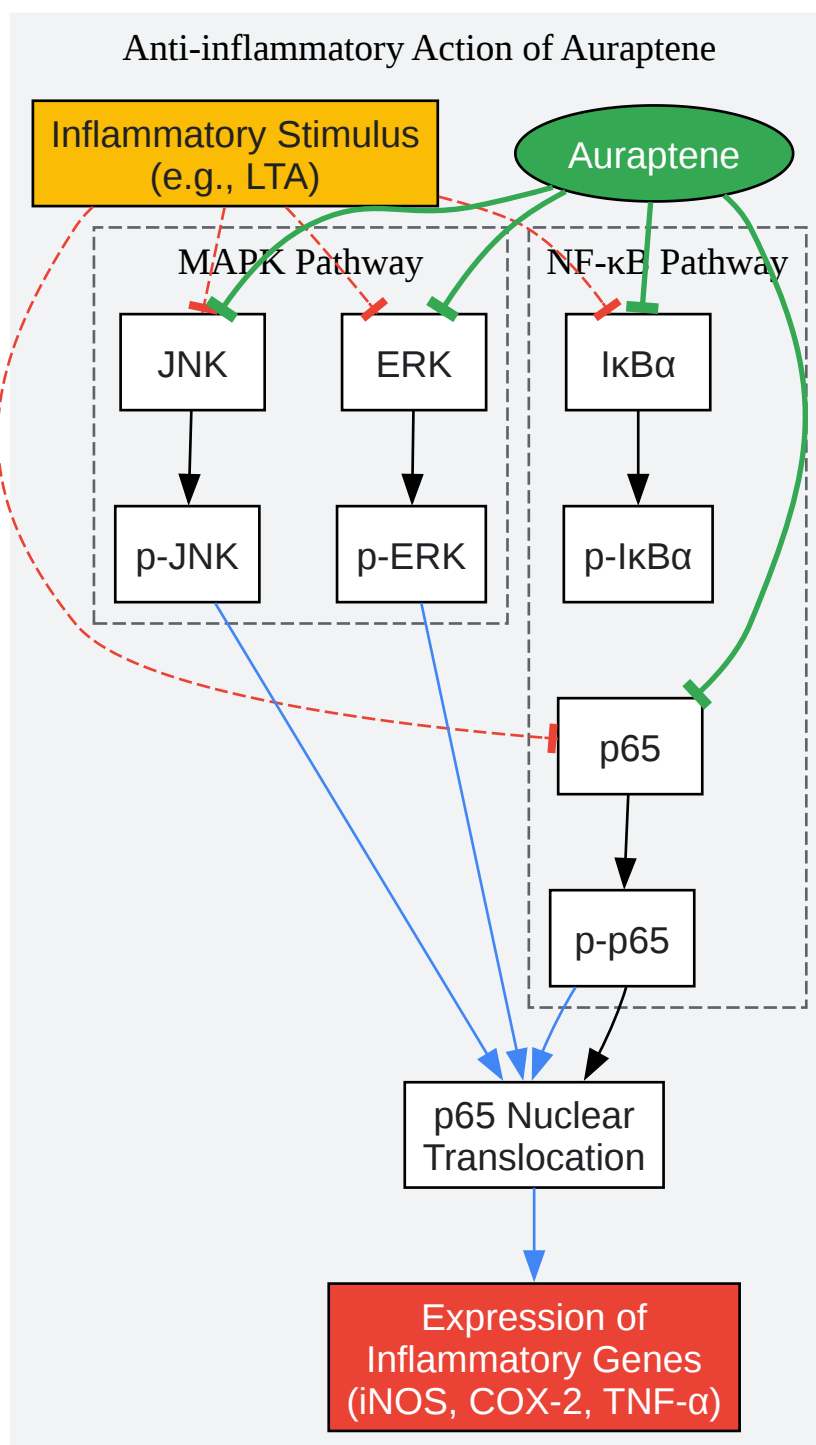 Anti-inflammatory Action of Auraptene
Inflammatory Stimulus
(e.g., LTA)
Auraptene
MAPK Pathway
NF-κB Pathway
JNK
ERK
IκBα
p-JNK
p-ERK
p-IκBα
p65
p-p65
p65 Nuclear
Translocation
Expression of
Inflammatory Genes
(iNOS, COX-2, TNF-α)